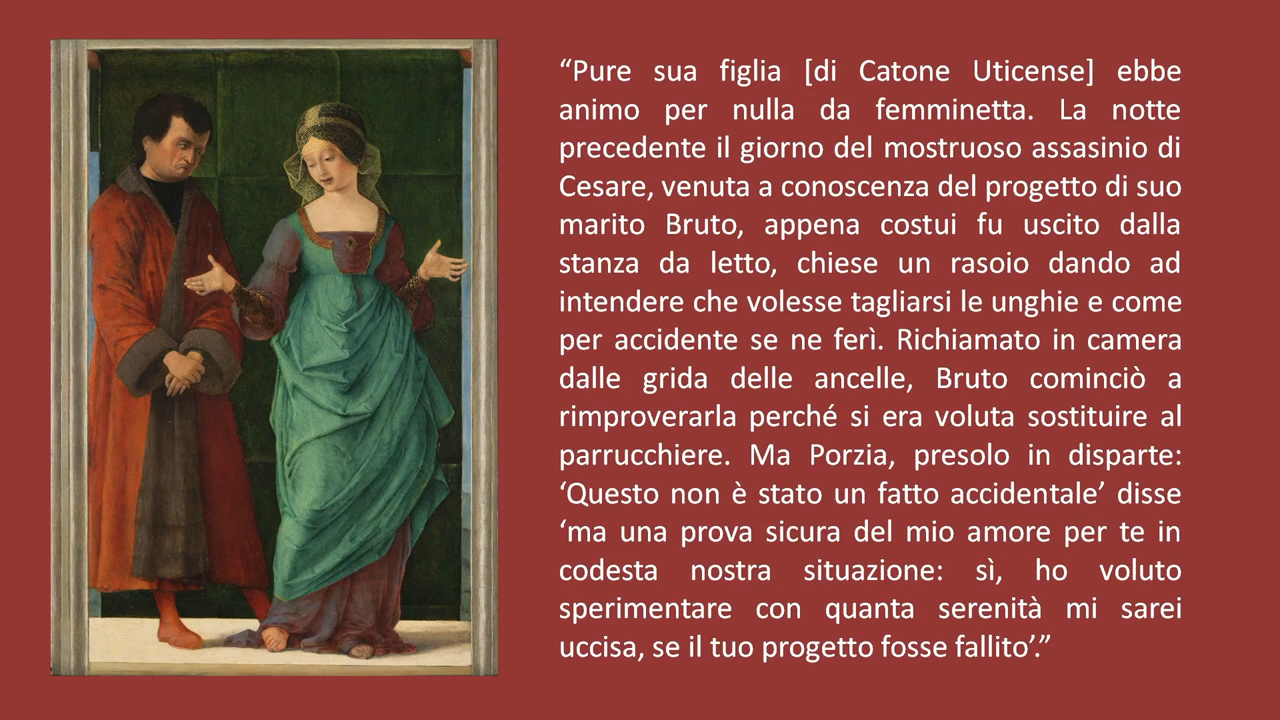 “Pure sua figlia [di Catone Uticense] ebbe
animo per nulla da femminetta. La notte
precedente il giorno del mostruoso assasinio di
Cesare, venuta a conoscenza del progetto di suo
marito Bruto, appena costui fu uscito dalla
stanza da letto, chiese un rasoio dando ad
intendere che volesse tagliarsi le unghie e come
per accidente se ne ferì. Richiamato in camera
dalle grida delle ancelle, Bruto cominciò a
rimproverarla perché si era voluta sostituire al
parrucchiere. Ma Porzia, presolo in disparte:
‘Questo non è stato un fatto accidentale’ disse
‘ma una prova sicura del mio amore per te in
codesta nostra situazione: sì, ho voluto
sperimentare con quanta serenità mi sarei
uccisa, se il tuo progetto fosse fallito’.”